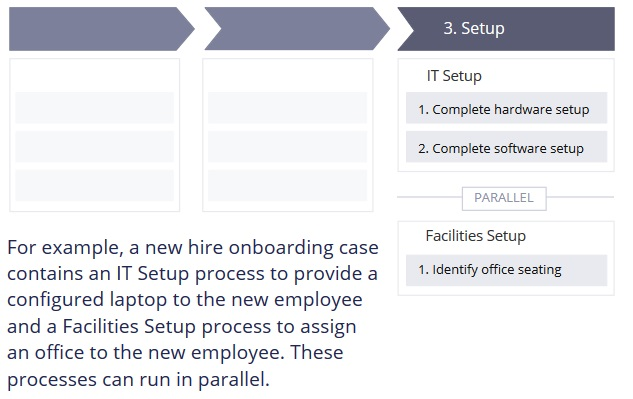 3. Setup
IT Setup
1. Complete hardware setup
2. Complete software setup
PARALLEL
Facilities Setup
1. Identify office seating
For example, a new hire onboarding case
contains an IT Setup process to provide a
configured laptop to the new employee
and a Facilities Setup process to assign
an office to the new employee. These
processes can run in parallel.